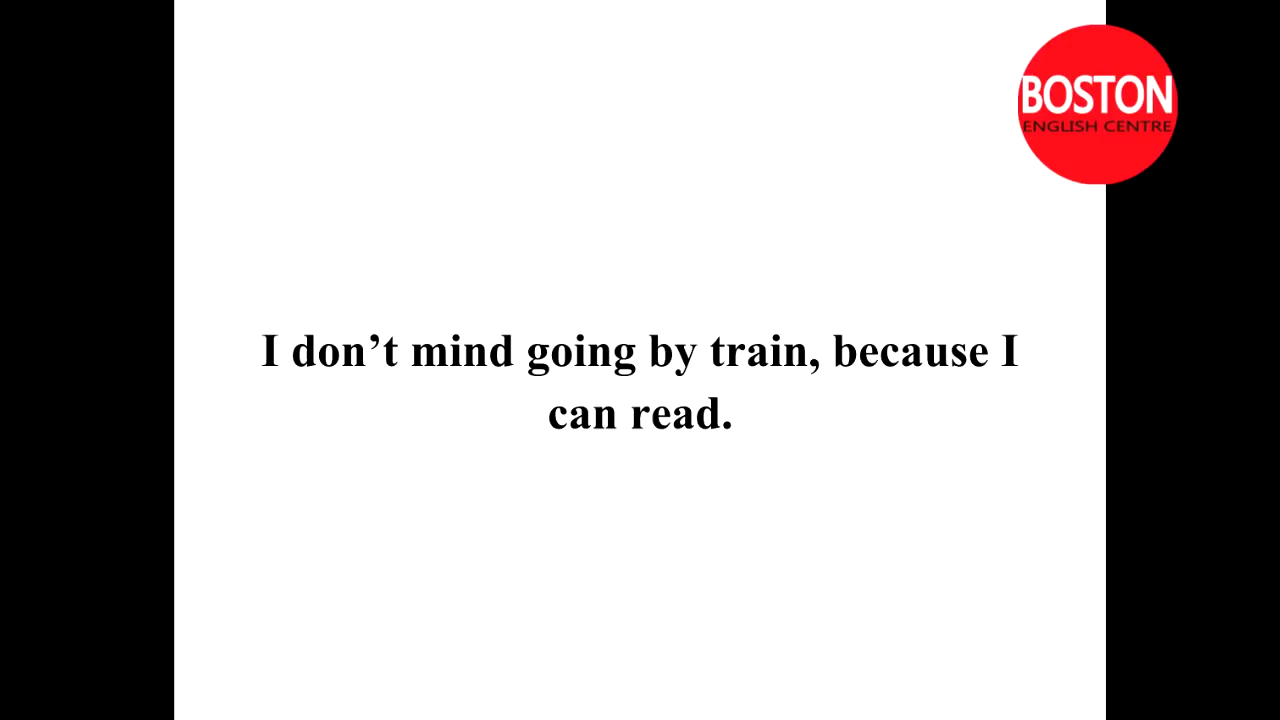 BOSTON
ENGLISH CENTRE
I don’t mind going by train, because I
can read.